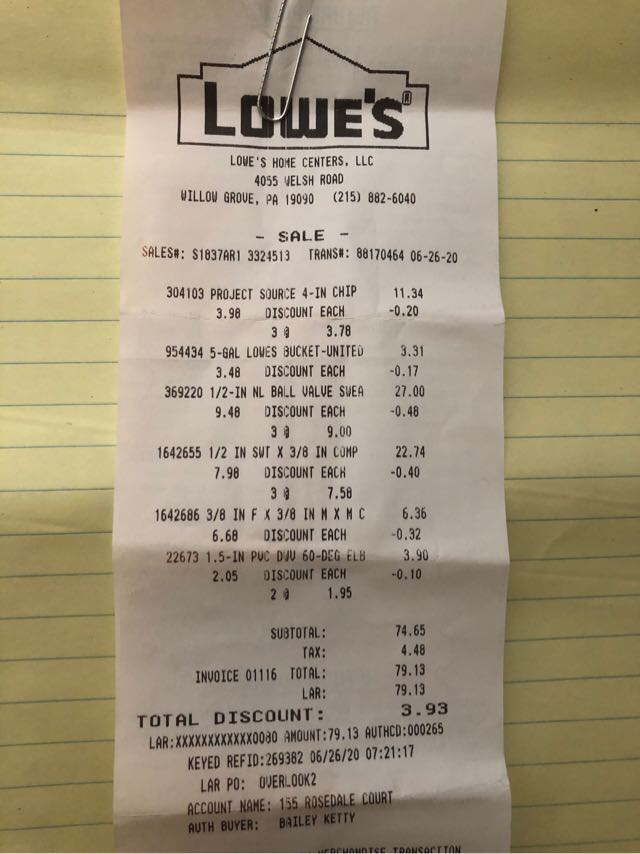 LOWE'S®
LOWE'S HOME CENTERS, LLC
4055 WELSH ROAD
WILLOW GROVE, PA 19090 (215) 882-6040
- SALE -
SALES#: S1837AR1 3324513 TRANS#: 88170464 06-26-20
304103 PROJECT SOURCE 4-IN CHIP 11.34
3.98 DISCOUNT EACH -0.20
3 @ 3.78
954434 5-GAL LOWES BUCKET-UNITED 3.31
3.48 DISCOUNT EACH -0.17
369220 1/2-IN NL BALL VALVE SWEA 27.00
9.48 DISCOUNT EACH -0.48
3 @ 9.00
1642655 1/2 IN SWT X 3/8 IN COMP 22.74
7.98 DISCOUNT EACH -0.40
3 @ 7.58
1642686 3/8 IN F X 3/8 IN M X M C 6.36
6.68 DISCOUNT EACH -0.32
22673 1.5-IN PVC DWV 60-DEG ELB 3.90
2.05 DISCOUNT EACH -0.10
2 @ 1.95
SUBTOTAL: 74.65
TAX: 4.48
INVOICE 01116 TOTAL: 79.13
LAR: 79.13
TOTAL DISCOUNT: 3.93
LAR:XXXXXXXXXXXX0080 AMOUNT:79.13 AUTHCD:000265
KEYED REFID:269382 06/26/20 07:21:17
LAR PO: OVERLOOK2
ACCOUNT NAME: 155 ROSEDALE COURT
AUTH BUYER: BAILEY KETTY
MERCHANDISE TRANSACTION